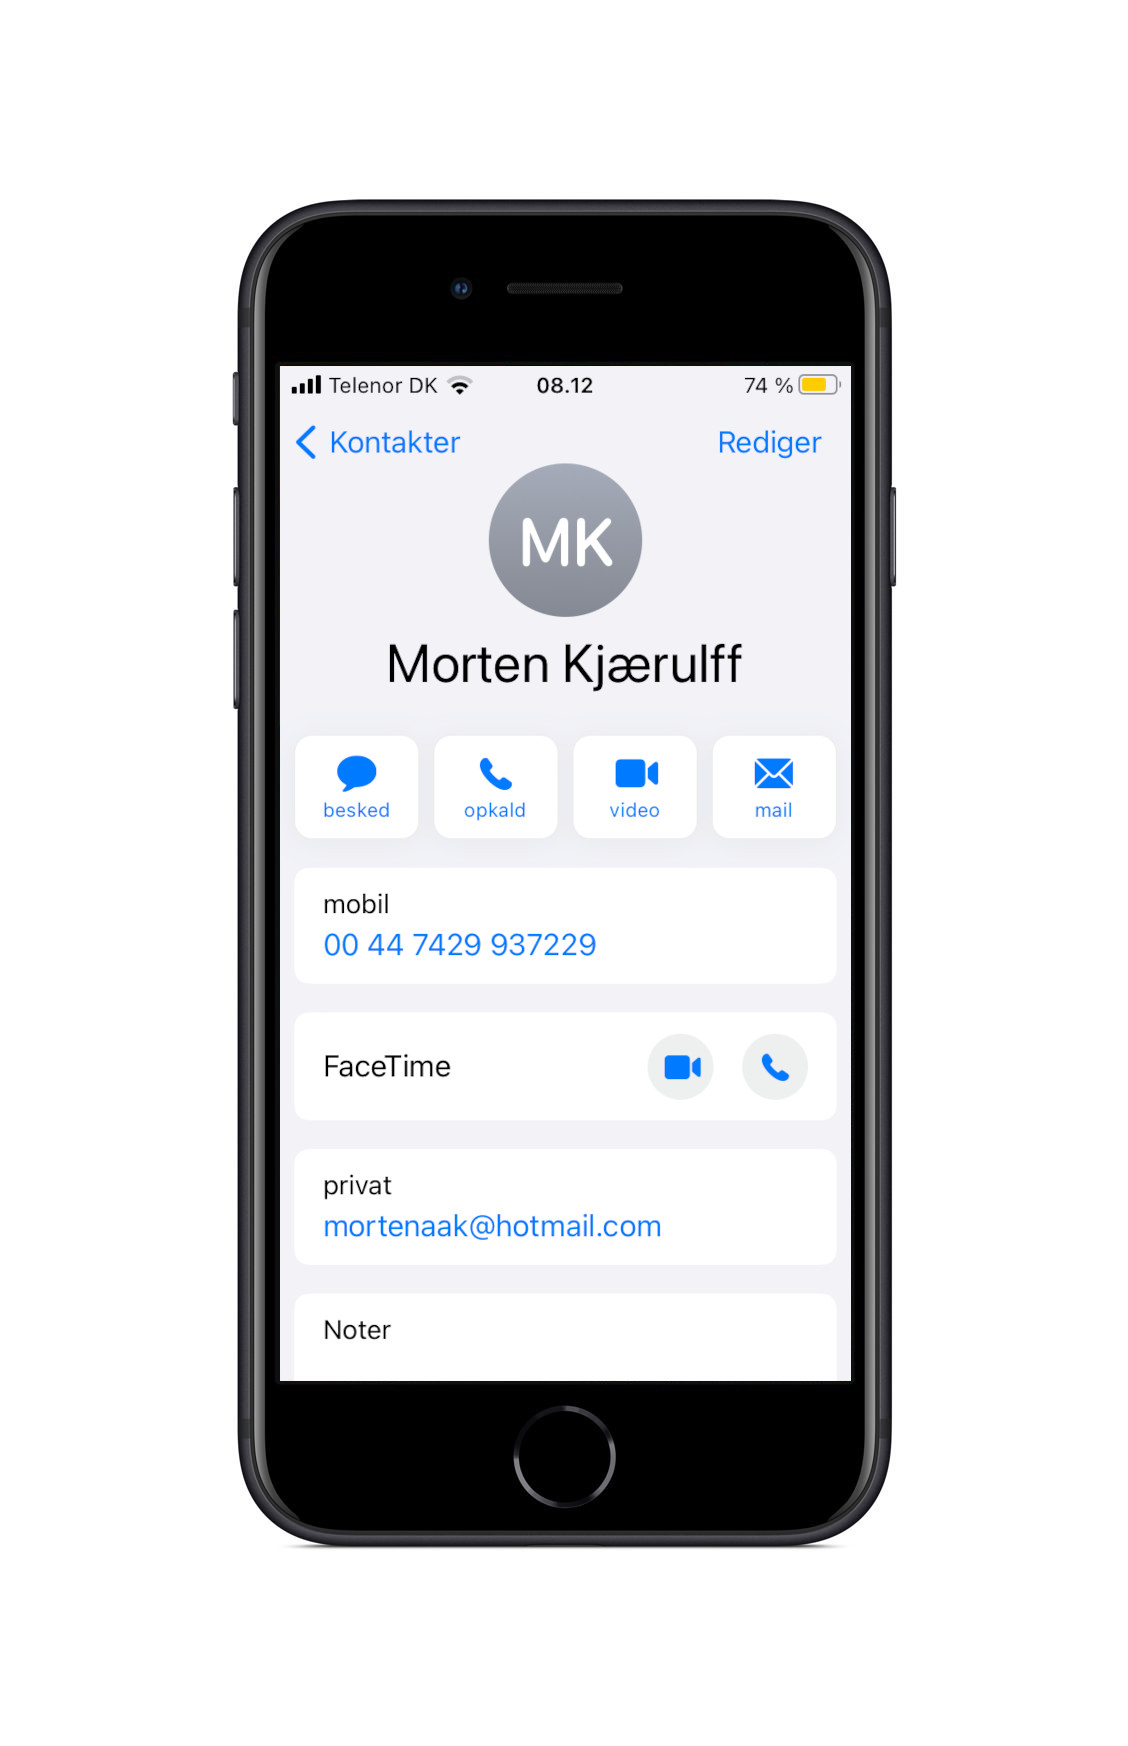 Telenor DK 08.12 74 %
Kontakter Rediger
MK
Morten Kjærulff
besked opkald video mail
mobil
00 44 7429 937229
FaceTime
privat
mortenaak@hotmail.com
Noter